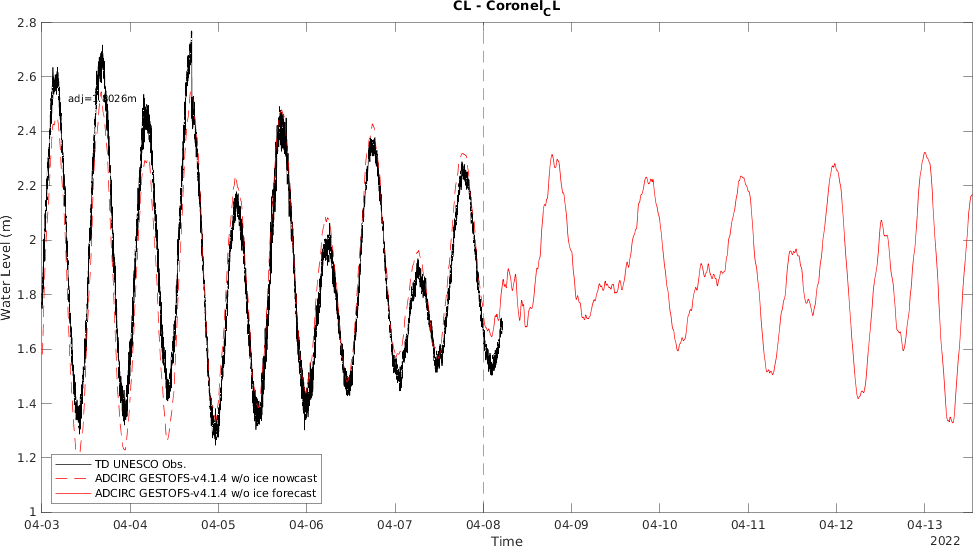 CL - Coronel_CL
2.8
2.6
adj=1.8026m
2.4
2.2
2
1.8
1.6
1.4
1.2
1
Water Level (m)
TD UNESCO Obs.
ADCIRC GESTOFS-v4.1.4 w/o ice nowcast
ADCIRC GESTOFS-v4.1.4 w/o ice forecast
04-03 04-04 04-05 04-06 04-07 04-08 04-09 04-10 04-11 04-12 04-13
Time
2022